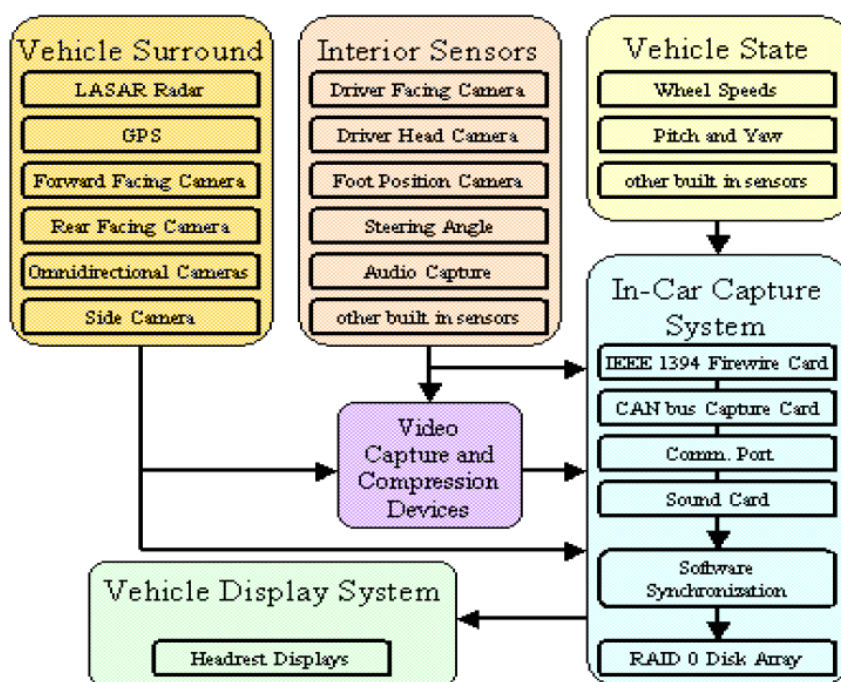 Vehicle Surround
LASAR Radar
GPS
Forward Facing Camera
Rear Facing Camera
Omnidirectional Cameras
Side Camera
Interior Sensors
Driver Facing Camera
Driver Head Camera
Foot Position Camera
Steering Angle
Audio Capture
other built in sensors
Vehicle State
Wheel Speeds
Pitch and Yaw
other built in sensors
In-Car Capture
System
IEEE 1394 Firewire Card
CAN bus Capture Card
Comm. Port
Sound Card
Software
Synchronization
RAID 0 Disk Array
Video
Capture and
Compression
Devices
Vehicle Display System
Headrest Displays